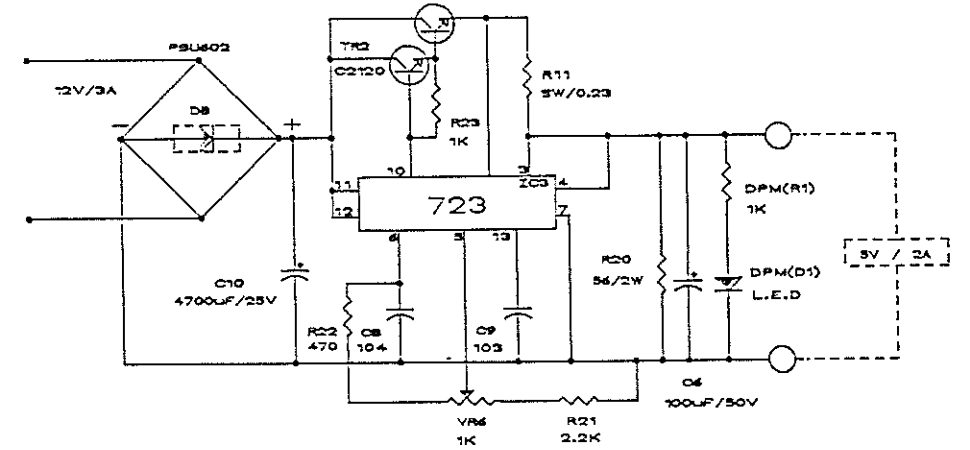 PSU602
12V/3A
D8
-
+
TR2
C2120
R23
1K
R11
5W/0.23
10
3
IC3
4
11
723
12
7
6
5
13
C10
4700uF/25V
R22
470
C8
104
C9
103
R20
56/2W
DPM(R1)
1K
DPM(D1)
L.E.D
5V / 2A
C6
100uF/50V
VR6
1K
R21
2.2K